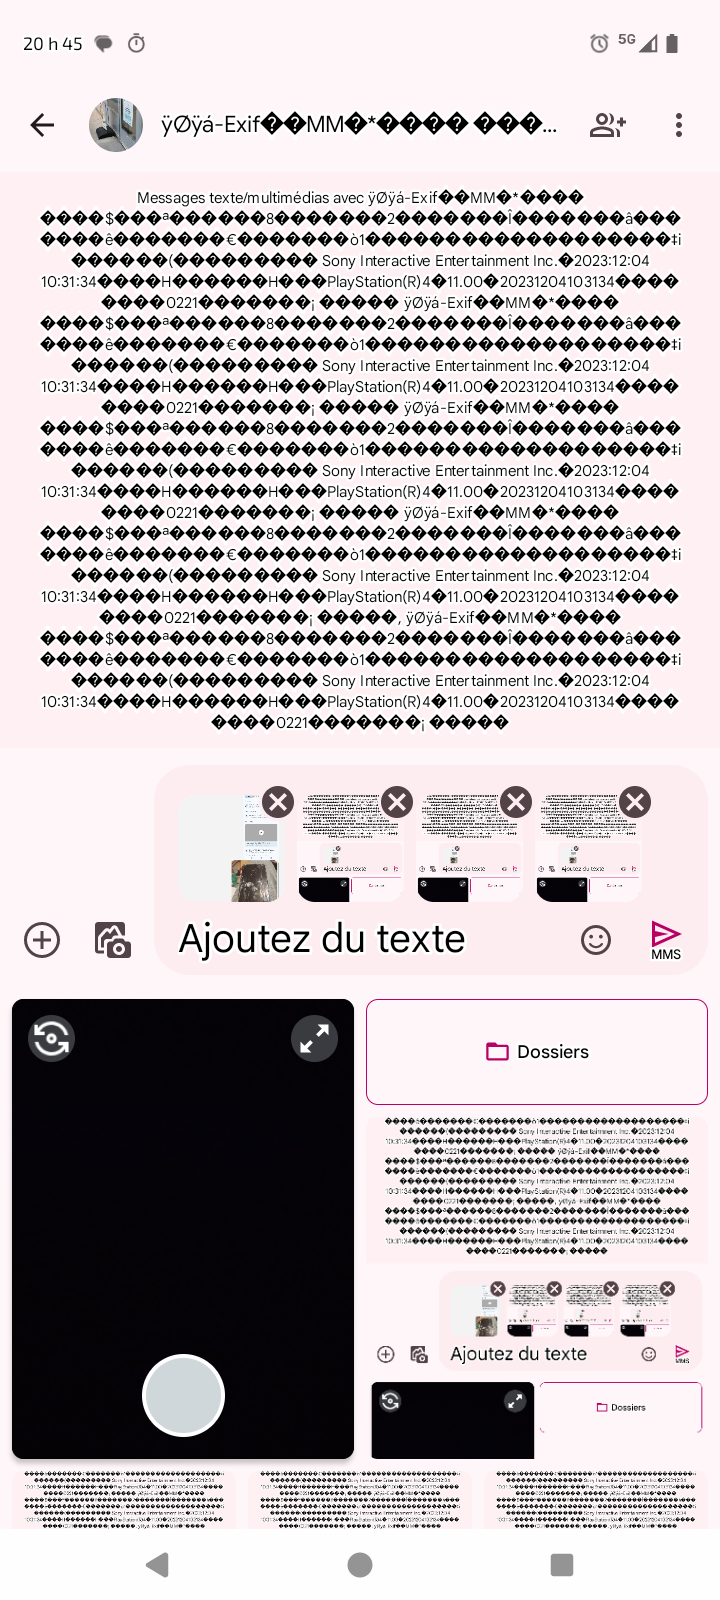 20 h 45
5G
ÿØÿá-Exif��MM�*���� ���...
Messages texte/multimédias avec ÿØÿá-Exif��MM�*����
����$���ª������8�������2�������Î�������â���
����ê�������€�������ò1�����������������������‡i
������(��������� Sony Interactive Entertainment Inc.�2023:12:04
10:31:34����H������H���PlayStation(R)4�11.00�20231204103134����
����0221�������¡ ����� ÿØÿá-Exif��MM�*����
����$���ª������8�������2�������Î�������â���
����ê�������€�������ò1�����������������������‡i
������(��������� Sony Interactive Entertainment Inc.�2023:12:04
10:31:34����H������H���PlayStation(R)4�11.00�20231204103134����
����0221�������¡ ����� ÿØÿá-Exif��MM�*����
����$���ª������8�������2�������Î�������â���
����ê�������€�������ò1�����������������������‡i
������(��������� Sony Interactive Entertainment Inc.�2023:12:04
10:31:34����H������H���PlayStation(R)4�11.00�20231204103134����
����0221�������¡ ����� ÿØÿá-Exif��MM�*����
����$���ª������8�������2�������Î�������â���
����ê�������€�������ò1�����������������������‡i
������(��������� Sony Interactive Entertainment Inc.�2023:12:04
10:31:34����H������H���PlayStation(R)4�11.00�20231204103134����
����0221�������¡ �����, ÿØÿá-Exif��MM�*����
����$���ª������8�������2�������Î�������â���
����ê�������€�������ò1�����������������������‡i
������(��������� Sony Interactive Entertainment Inc.�2023:12:04
10:31:34����H������H���PlayStation(R)4�11.00�20231204103134����
����0221�������¡ �����
Ajoutez du texte
Ajoutez du texte
MMS
Dossiers
Ajoutez du texte
MMS
Dossiers